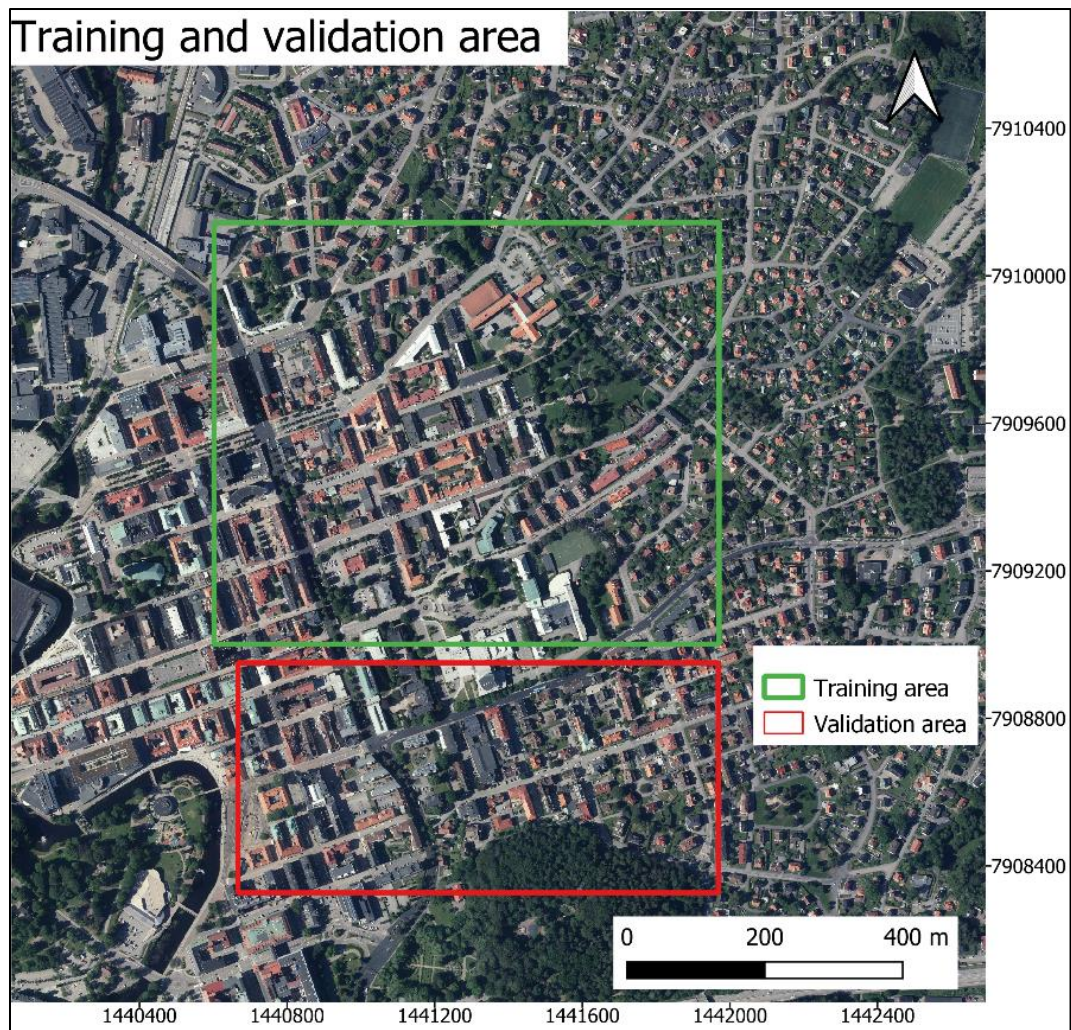 Training and validation area
7910400
7910000
7909600
7909200
Training area
Validation area
7908800
7908400
0 200 400 m
1440400 1440800 1441200 1441600 1442000 1442400